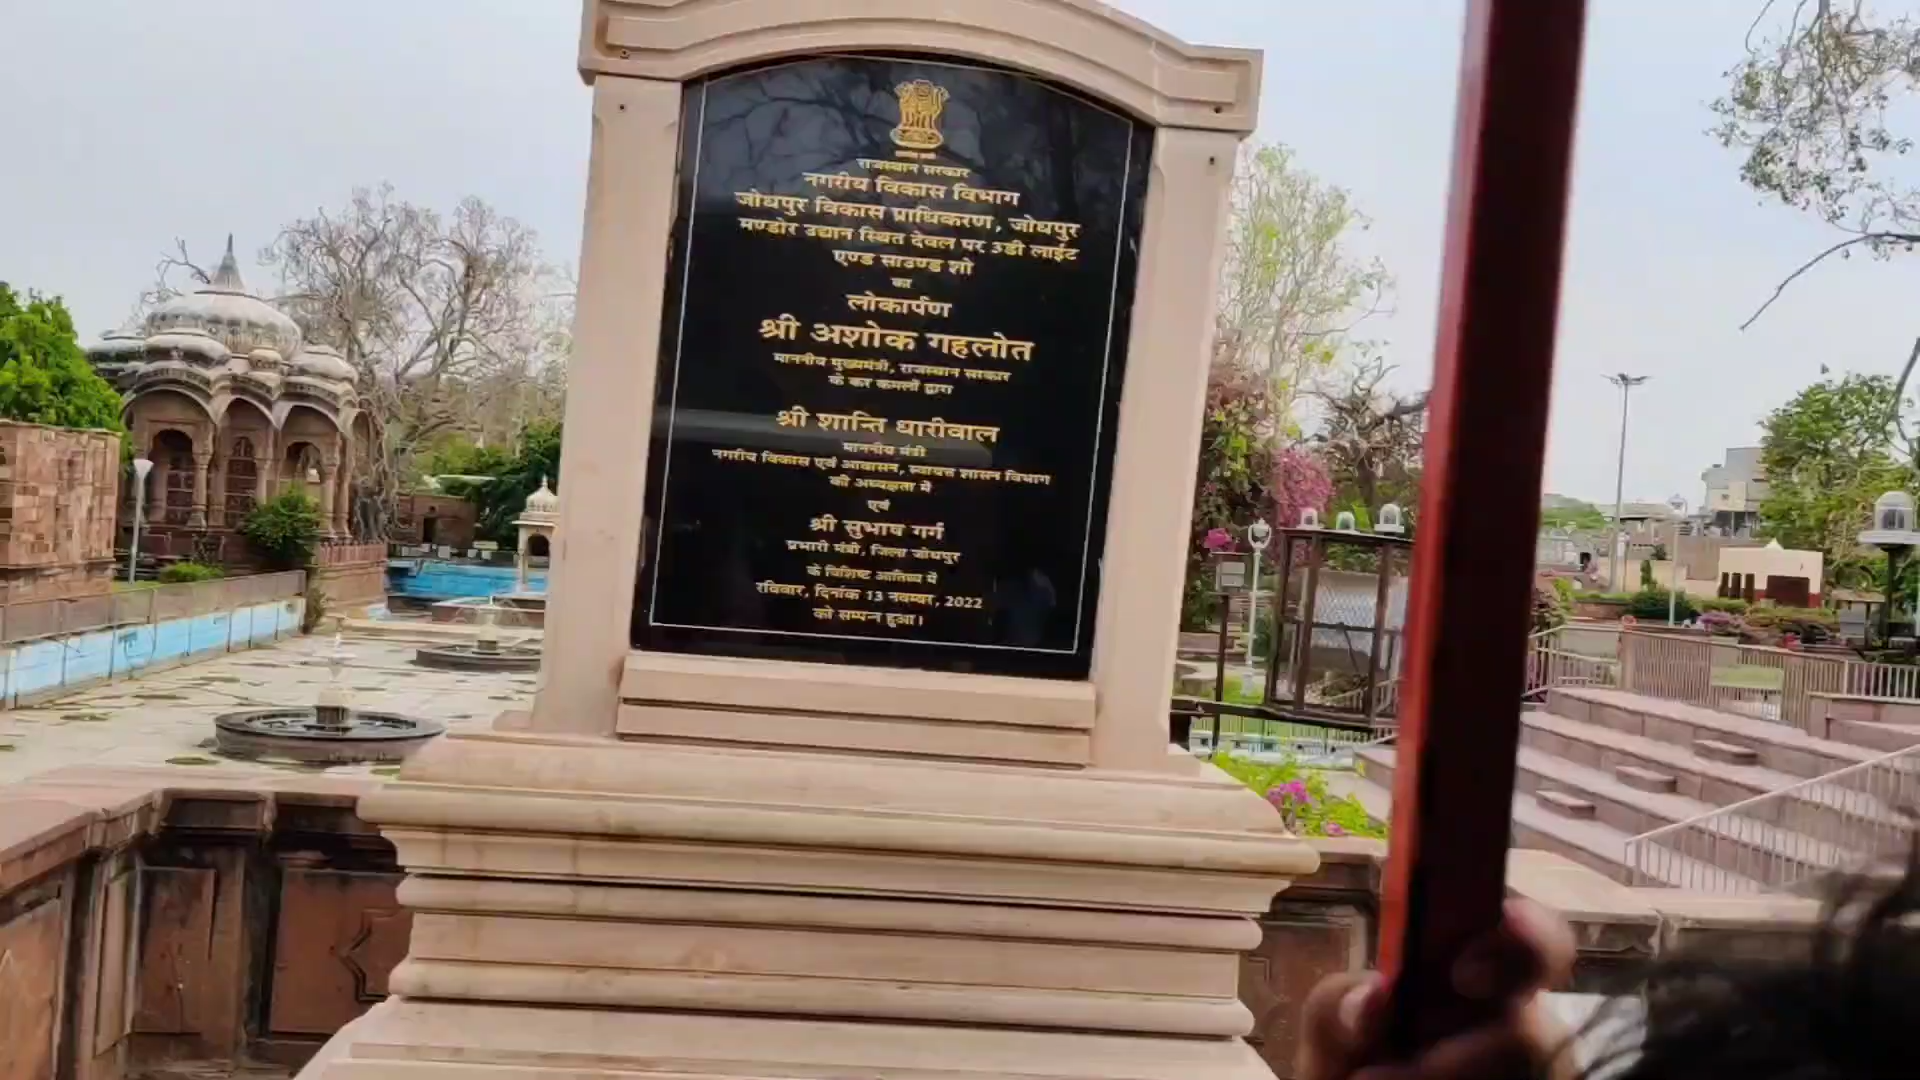 राजस्थान सरकार
नगरीय विकास विभाग
जोधपुर विकास प्राधिकरण, जोधपुर
मण्डोर उद्यान स्थित देवल पर 3डी लाईट
एण्ड साउण्ड शो
का
लोकार्पण
श्री अशोक गहलोत
माननीय मुख्यमंत्री, राजस्थान सरकार
के कर कमलों द्वारा
श्री शान्ति धारीवाल
माननीय मंत्री
नगरीय विकास एवं आवासन, स्वायत्त शासन विभाग
की अध्यक्षता में
एवं
श्री सुभाष गर्ग
प्रभारी मंत्री, जिला जोधपुर
के विशिष्ट आतिथ्य में
रविवार, दिनांक 13 नवम्बर, 2022
को सम्पन्न हुआ।